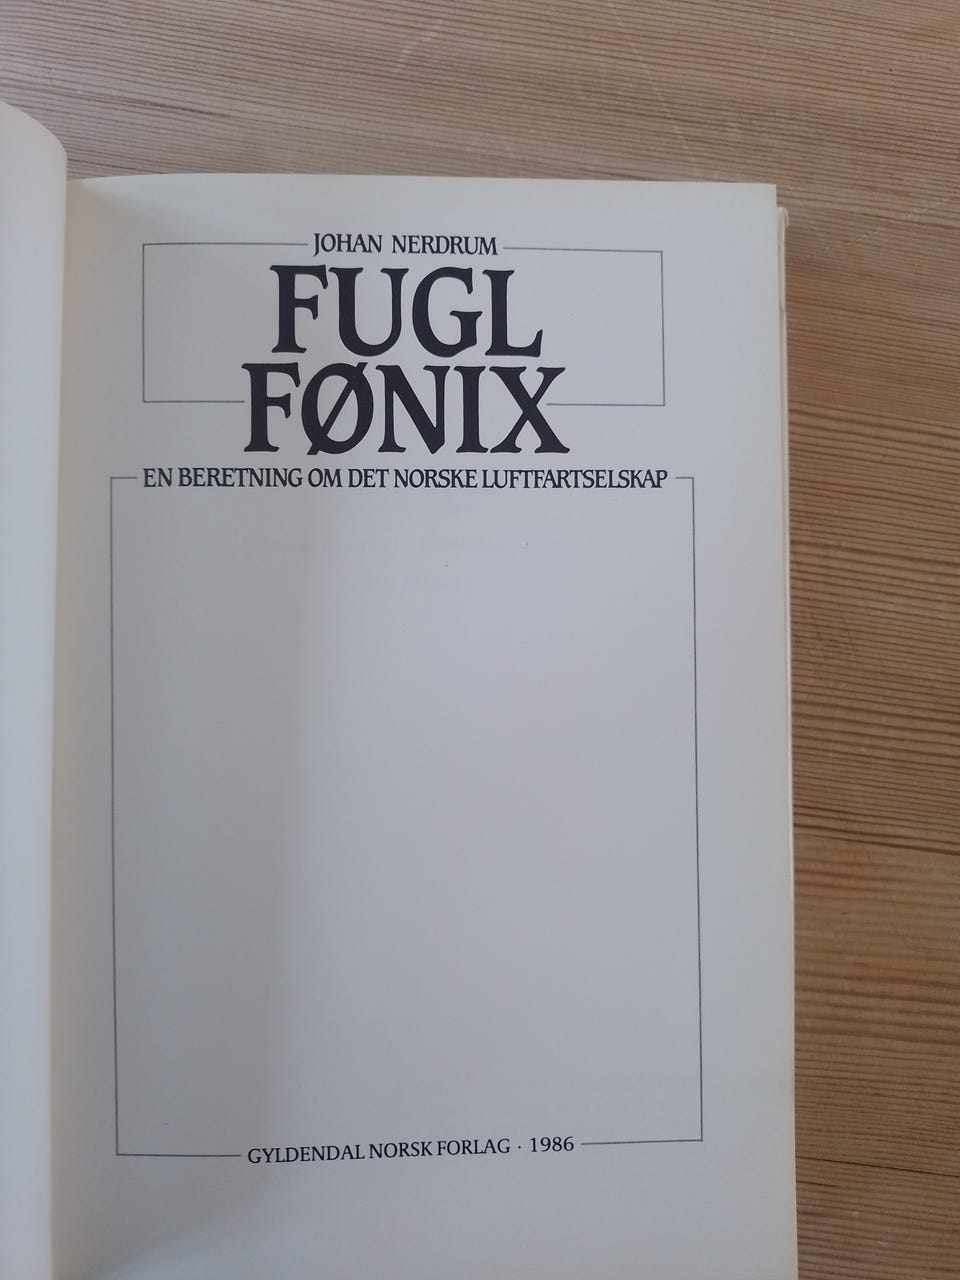 JOHAN NERDRUM
FUGL
FØNIX
EN BERETNING OM DET NORSKE LUFTFARTSELSKAP
GYLDENDAL NORSK FORLAG · 1986